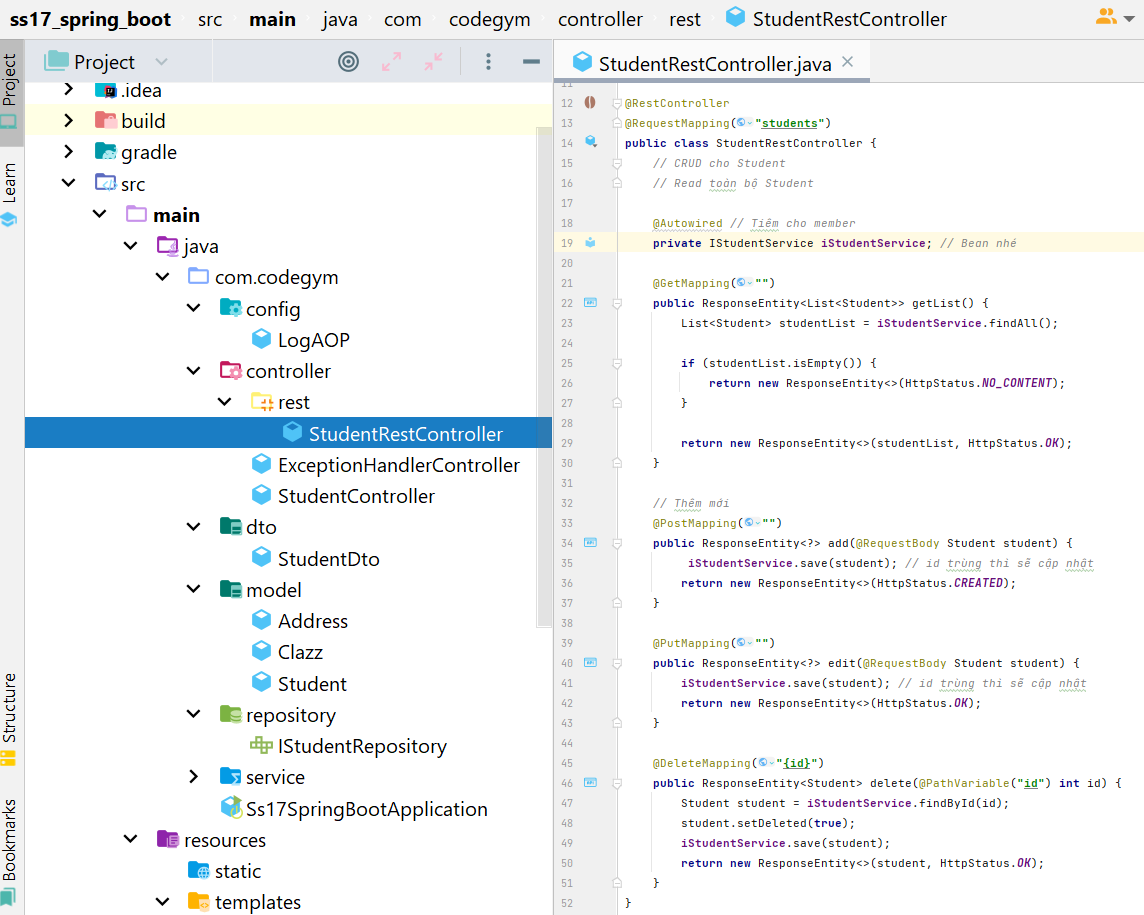 ss17_spring_boot src main java com codegym controller rest StudentRestController
Project
StudentRestController.java
Project
Learn
Structure
Bookmarks
.idea
build
gradle
src
main
java
com.codegym
config
LogAOP
controller
rest
StudentRestController
ExceptionHandlerController
StudentController
dto
StudentDto
model
Address
Clazz
Student
repository
IStudentRepository
service
Ss17SpringBootApplication
resources
static
templates
11
12 @RestController
13 @RequestMapping("students")
14 public class StudentRestController {
15 // CRUD cho Student
16 // Read toàn bộ Student
17
18 @Autowired // Tiêm cho member
19 private IStudentService iStudentService; // Bean nhé
20
21 @GetMapping("")
22 public ResponseEntity<List<Student>> getList() {
23 List<Student> studentList = iStudentService.findAll();
24
25 if (studentList.isEmpty()) {
26 return new ResponseEntity<>(HttpStatus.NO_CONTENT);
27 }
28
29 return new ResponseEntity<>(studentList, HttpStatus.OK);
30 }
31
32 // Thêm mới
33 @PostMapping("")
34 public ResponseEntity<?> add(@RequestBody Student student) {
35 iStudentService.save(student); // id trùng thì sẽ cập nhật
36 return new ResponseEntity<>(HttpStatus.CREATED);
37 }
38
39 @PutMapping("")
40 public ResponseEntity<?> edit(@RequestBody Student student) {
41 iStudentService.save(student); // id trùng thì sẽ cập nhật
42 return new ResponseEntity<>(HttpStatus.OK);
43 }
44
45 @DeleteMapping("{id}")
46 public ResponseEntity<Student> delete(@PathVariable("id") int id) {
47 Student student = iStudentService.findById(id);
48 student.setDeleted(true);
49 iStudentService.save(student);
50 return new ResponseEntity<>(student, HttpStatus.OK);
51 }
52 }